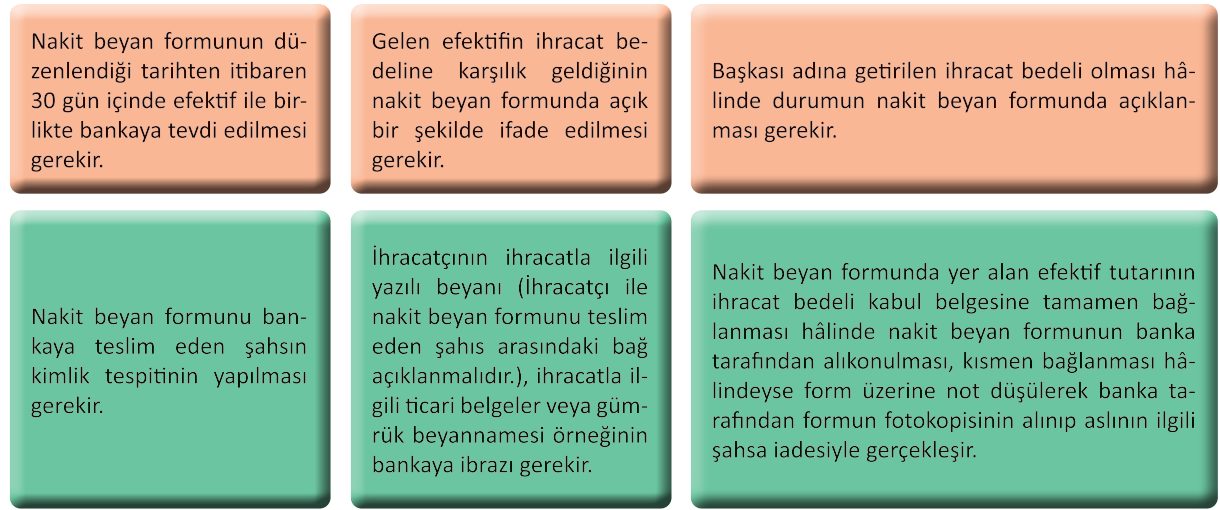 Nakit beyan formunun dü-
zenlendiği tarihten itibaren
30 gün içinde efektif ile bir-
likte bankaya tevdi edilmesi
gerekir.
Gelen efektifin ihracat be-
deline karşılık geldiğinin
nakit beyan formunda açık
bir şekilde ifade edilmesi
gerekir.
Başkası adına getirilen ihracat bedeli olması hâ-
linde durumun nakit beyan formunda açıklan-
ması gerekir.
Nakit beyan formunu ban-
kaya teslim eden şahsın
kimlik tespitinin yapılması
gerekir.
İhracatçının ihracatla ilgili
yazılı beyanı (İhracatçı ile
nakit beyan formunu teslim
eden şahıs arasındaki bağ
açıklanmalıdır.), ihracatla il-
gili ticari belgeler veya güm-
rük beyannamesi örneğinin
bankaya ibrazı gerekir.
Nakit beyan formunda yer alan efektif tutarının
ihracat bedeli kabul belgesine tamamen bağ-
lanması hâlinde nakit beyan formunun banka
tarafından alıkonulması, kısmen bağlanması hâ-
lindeyse form üzerine not düşülerek banka ta-
rafından formun fotokopisinin alınıp aslının ilgili
şahsa iadesiyle gerçekleşir.